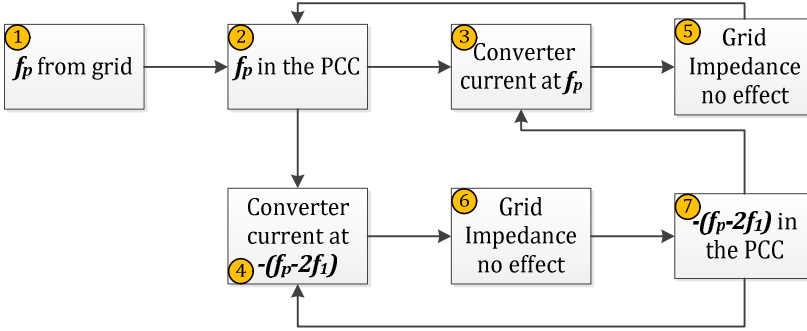 1
fp from grid
2
fp in the PCC
3
Converter
current at fp
5
Grid
Impedance
no effect
Converter
current at
4 -(fp-2f1)
6
Grid
Impedance
no effect
7
-(fp-2f1) in
the PCC